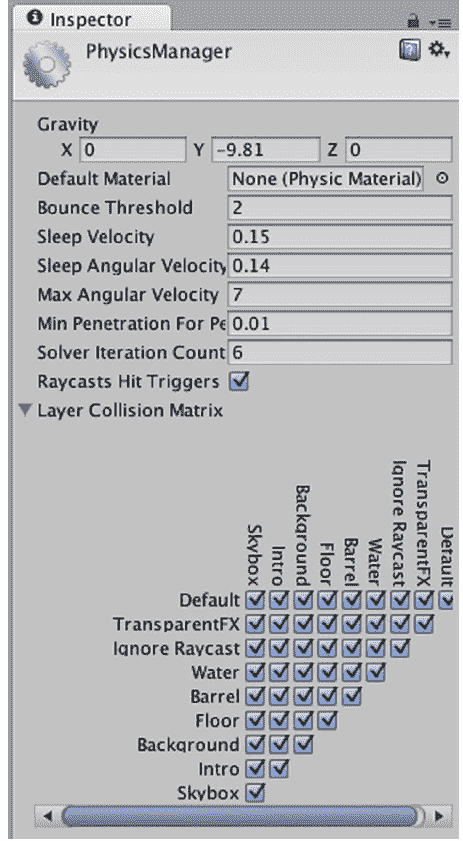 Inspector
PhysicsManager
Gravity
X 0 Y -9.81 Z 0
Default Material None (Physic Material)
Bounce Threshold 2
Sleep Velocity 0.15
Sleep Angular Velocity 0.14
Max Angular Velocity 7
Min Penetration For Pe 0.01
Solver Iteration Count 6
Raycasts Hit Triggers
Layer Collision Matrix
Skybox Intro Background Floor Barrel Water Ignore Raycast TransparentFX Default
Default
TransparentFX
Ignore Raycast
Water
Barrel
Floor
Background
Intro
Skybox